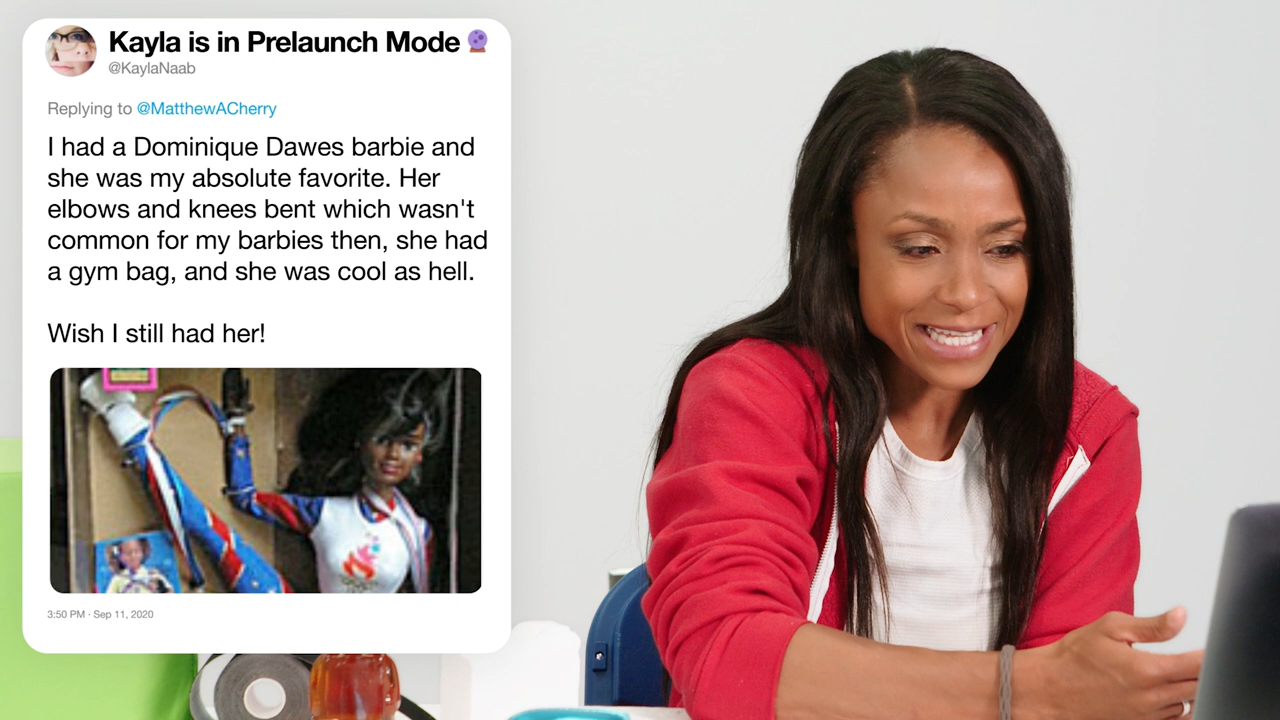 Kayla is in Prelaunch Mode 🔮
@KaylaNaab
Replying to @MatthewACherry
I had a Dominique Dawes barbie and
she was my absolute favorite. Her
elbows and knees bent which wasn't
common for my barbies then, she had
a gym bag, and she was cool as hell.
Wish I still had her!
3:50 PM · Sep 11, 2020